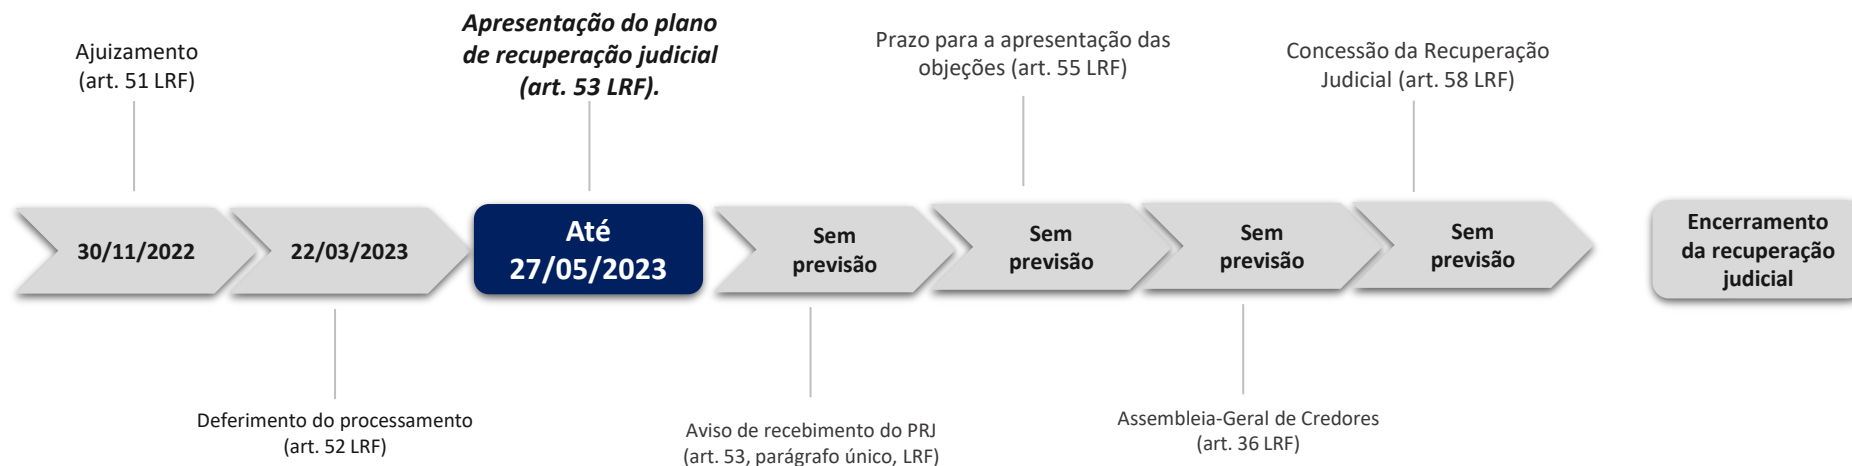 Ajuizamento
(art. 51 LRF)
Apresentação do plano
de recuperação judicial
(art. 53 LRF).
Prazo para a apresentação das
objeções (art. 55 LRF)
Concessão da Recuperação
Judicial (art. 58 LRF)
30/11/2022
22/03/2023
Até
27/05/2023
Sem
previsão
Sem
previsão
Sem
previsão
Sem
previsão
Encerramento
da recuperação
judicial
Deferimento do processamento
(art. 52 LRF)
Aviso de recebimento do PRJ
(art. 53, parágrafo único, LRF)
Assembleia-Geral de Credores
(art. 36 LRF)